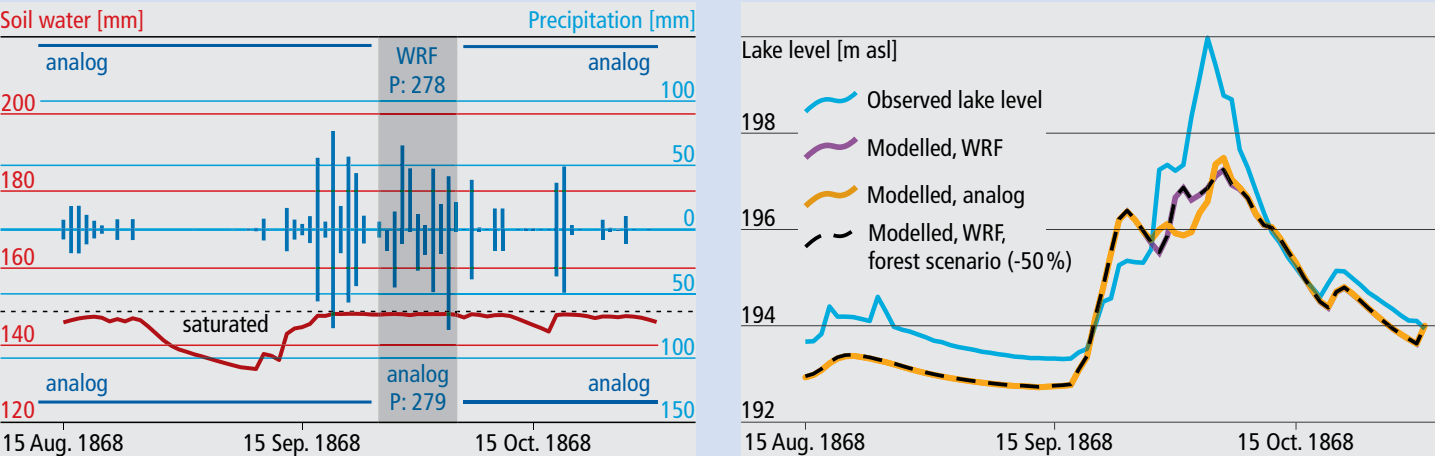 Soil water [mm]
Precipitation [mm]
analog
WRF
P: 278
analog
200
180
160
140
120
100
50
0
50
100
150
saturated
analog
analog
P: 279
analog
15 Aug. 1868
15 Sep. 1868
15 Oct. 1868
Lake level [m asl]
Observed lake level
Modelled, WRF
Modelled, analog
Modelled, WRF,
forest scenario (-50 %)
198
196
194
192
15 Aug. 1868
15 Sep. 1868
15 Oct. 1868